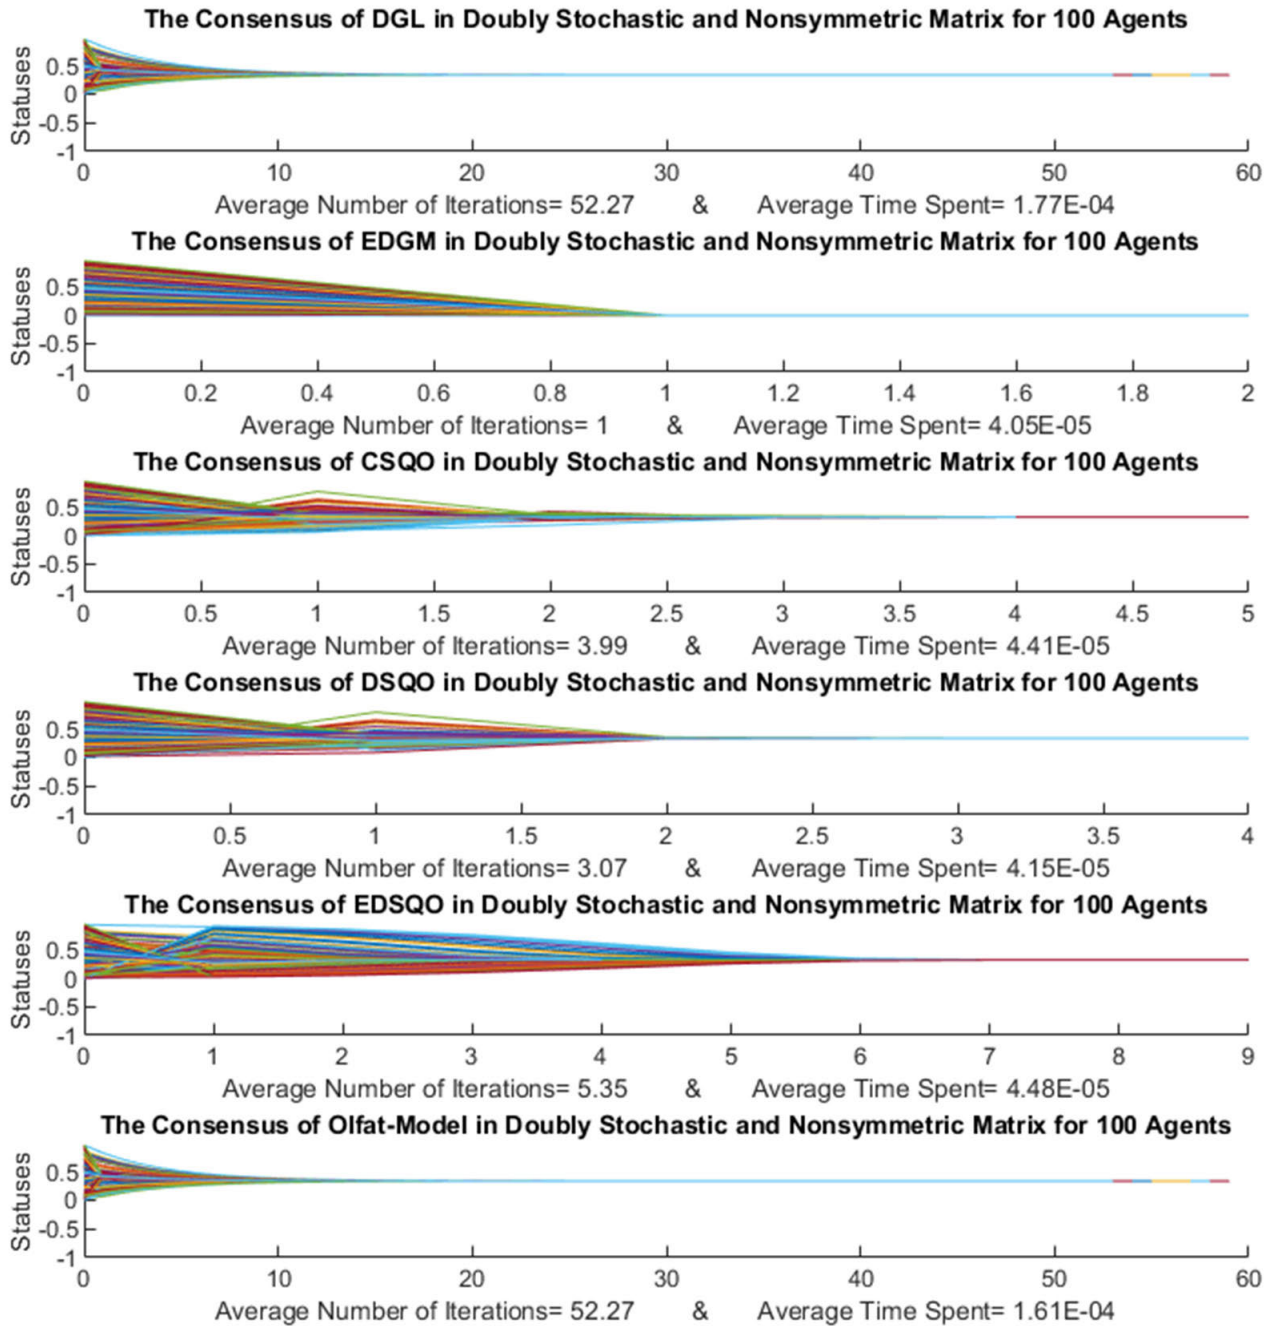 The Consensus of DGL in Doubly Stochastic and Nonsymmetric Matrix for 100 Agents
Statuses
0.5
0
-0.5
-1
0 10 20 30 40 50 60
Average Number of Iterations= 52.27 & Average Time Spent= 1.77E-04
The Consensus of EDGM in Doubly Stochastic and Nonsymmetric Matrix for 100 Agents
Statuses
0.5
0
-0.5
-1
0 0.2 0.4 0.6 0.8 1 1.2 1.4 1.6 1.8 2
Average Number of Iterations= 1 & Average Time Spent= 4.05E-05
The Consensus of CSQO in Doubly Stochastic and Nonsymmetric Matrix for 100 Agents
Statuses
0.5
0
-0.5
-1
0 0.5 1 1.5 2 2.5 3 3.5 4 4.5 5
Average Number of Iterations= 3.99 & Average Time Spent= 4.41E-05
The Consensus of DSQO in Doubly Stochastic and Nonsymmetric Matrix for 100 Agents
Statuses
0.5
0
-0.5
-1
0 0.5 1 1.5 2 2.5 3 3.5 4
Average Number of Iterations= 3.07 & Average Time Spent= 4.15E-05
The Consensus of EDSQO in Doubly Stochastic and Nonsymmetric Matrix for 100 Agents
Statuses
0.5
0
-0.5
-1
0 1 2 3 4 5 6 7 8 9
Average Number of Iterations= 5.35 & Average Time Spent= 4.48E-05
The Consensus of Olfat-Model in Doubly Stochastic and Nonsymmetric Matrix for 100 Agents
Statuses
0.5
0
-0.5
-1
0 10 20 30 40 50 60
Average Number of Iterations= 52.27 & Average Time Spent= 1.61E-04